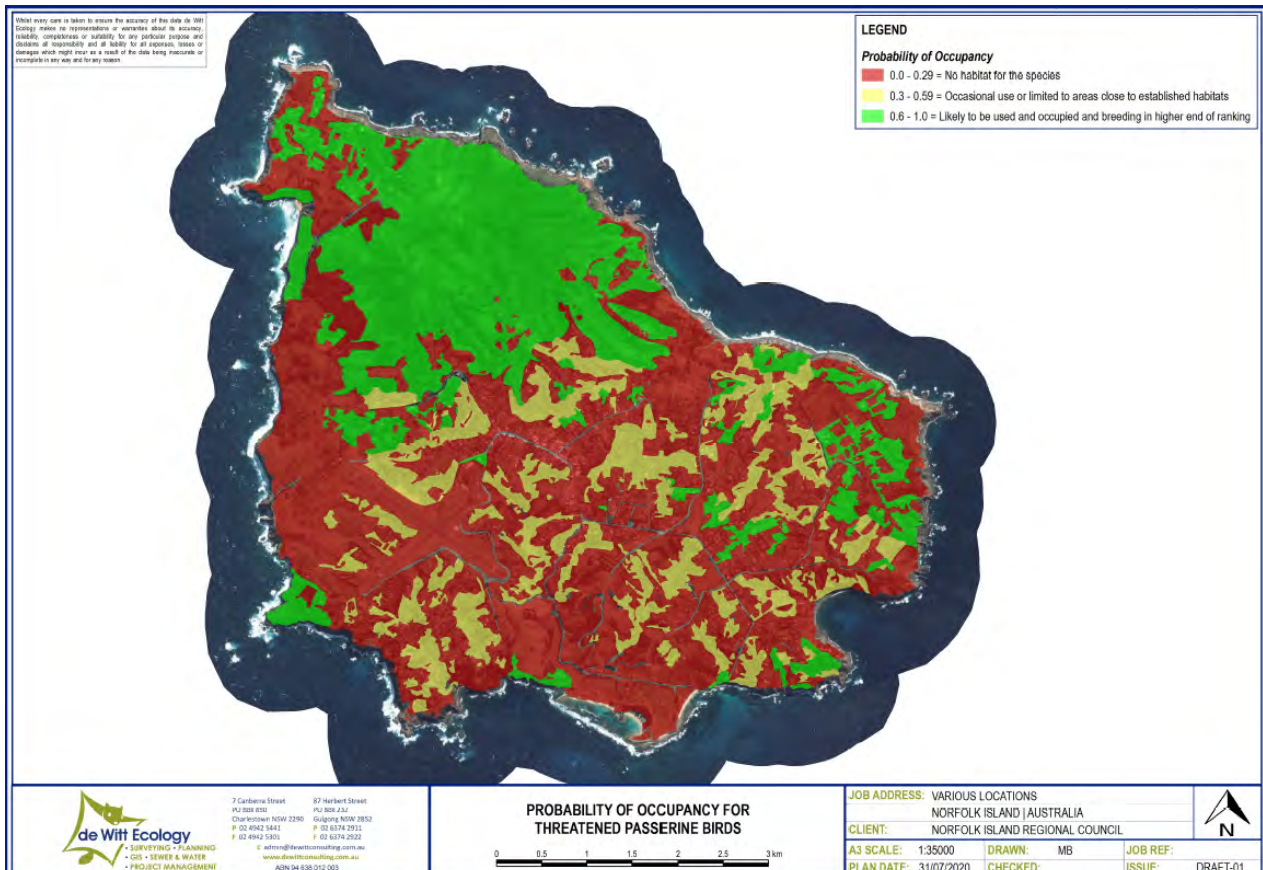 Whilst every care is taken to ensure the accuracy of this data de Witt
Ecology makes no representations or warranties about its accuracy,
reliability, completeness or suitability for any particular purpose and
disclaims all responsibility and all liability for all expenses, losses or
damages which might incur as a result of the data being inaccurate or
incomplete in any way and for any reason.
LEGEND
Probability of Occupancy
0.0 - 0.29 = No habitat for the species
0.3 - 0.59 = Occasional use or limited to areas close to established habitats
0.6 - 1.0 = Likely to be used and occupied and breeding in higher end of ranking
de Witt Ecology
• SURVEYING • PLANNING
• GIS • SEWER & WATER
• PROJECT MANAGEMENT
7 Canberra Street
PO Box 850
Charlestown NSW 2290
P 02 4942 5441
F 02 4942 5301
87 Herbert Street
PO Box 232
Gulgong NSW 2852
P 02 6374 2911
F 02 6374 2922
E admin@dewittconsulting.com.au
www.dewittconsulting.com.au
ABN 94 638 012 003
PROBABILITY OF OCCUPANCY FOR
THREATENED PASSERINE BIRDS
0 0.5 1 1.5 2 2.5 3 km
JOB ADDRESS: VARIOUS LOCATIONS
NORFOLK ISLAND | AUSTRALIA
CLIENT: NORFOLK ISLAND REGIONAL COUNCIL
A3 SCALE: 1:35000 DRAWN: MB JOB REF:
PLAN DATE: 31/07/2020 CHECKED: ISSUE: DRAFT-01
N